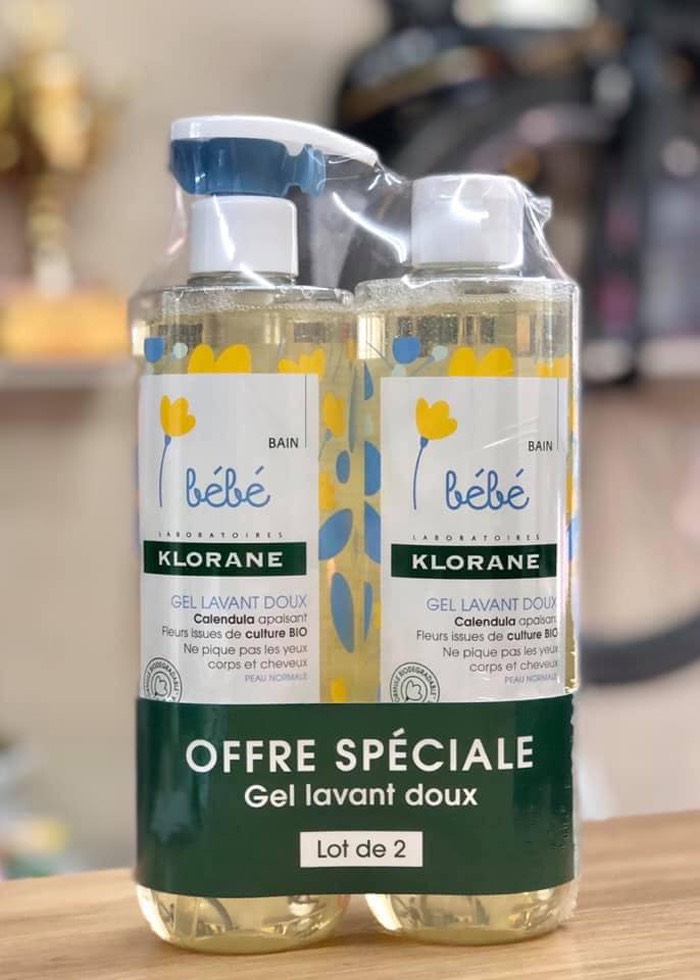 BAIN
bébé
LABORATOIRES
KLORANE
GEL LAVANT DOUX
Calendula apaisant
Fleurs issues de culture BIO
Ne pique pas les yeux
corps et cheveux
PEAU NORMALE
BAIN
bébé
LABORATOIRES
KLORANE
GEL LAVANT DOUX
Calendula apaisant
Fleurs issues de culture BIO
Ne pique pas les yeux
corps et cheveux
PEAU NORMALE
OFFRE SPÉCIALE
Gel lavant doux
Lot de 2